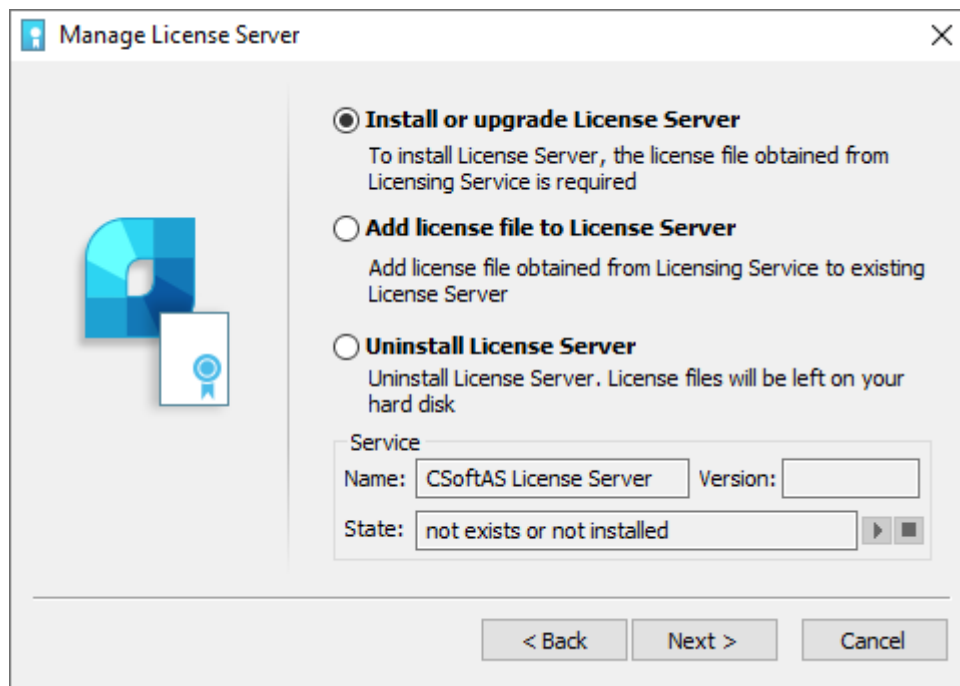 Manage License Server
Install or upgrade License Server
To install License Server, the license file obtained from
Licensing Service is required
Add license file to License Server
Add license file obtained from Licensing Service to existing
License Server
Uninstall License Server
Uninstall License Server. License files will be left on your
hard disk
Service
Name: CSoftAS License Server Version:
State: not exists or not installed
< Back Next > Cancel